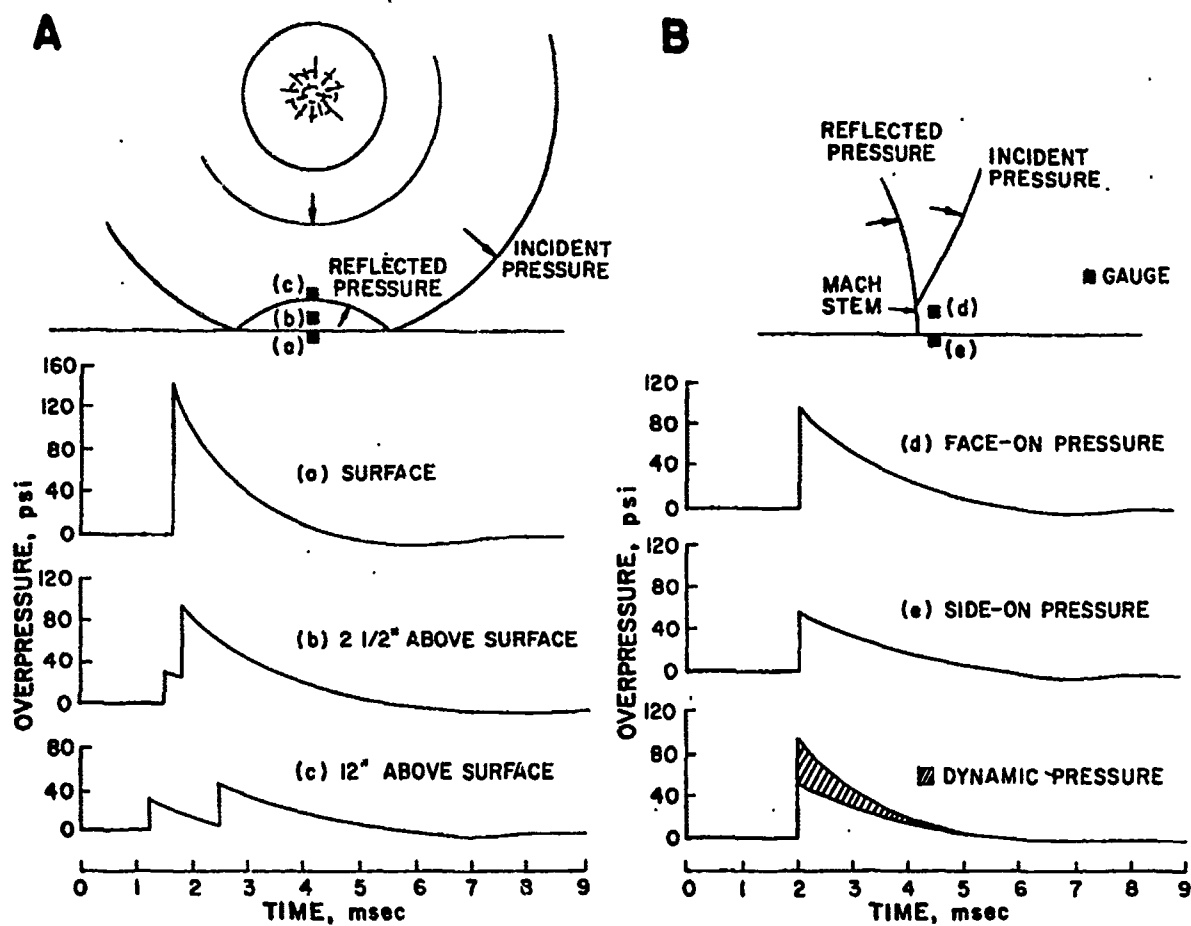 A
REFLECTED
PRESSURE
INCIDENT
PRESSURE
(c)
(b)
(a)
160
120
80
40
0
(a) SURFACE
120
80
40
0
(b) 2 1/2" ABOVE SURFACE
80
40
0
(c) 12" ABOVE SURFACE
OVERPRESSURE, psi
0 1 2 3 4 5 6 7 8 9
TIME, msec
B
REFLECTED
PRESSURE
INCIDENT
PRESSURE
MACH
STEM
(d)
(e)
GAUGE
120
80
40
0
(d) FACE-ON PRESSURE
120
80
40
0
(e) SIDE-ON PRESSURE
120
80
40
0
DYNAMIC PRESSURE
OVERPRESSURE, psi
0 1 2 3 4 5 6 7 8 9
TIME, msec